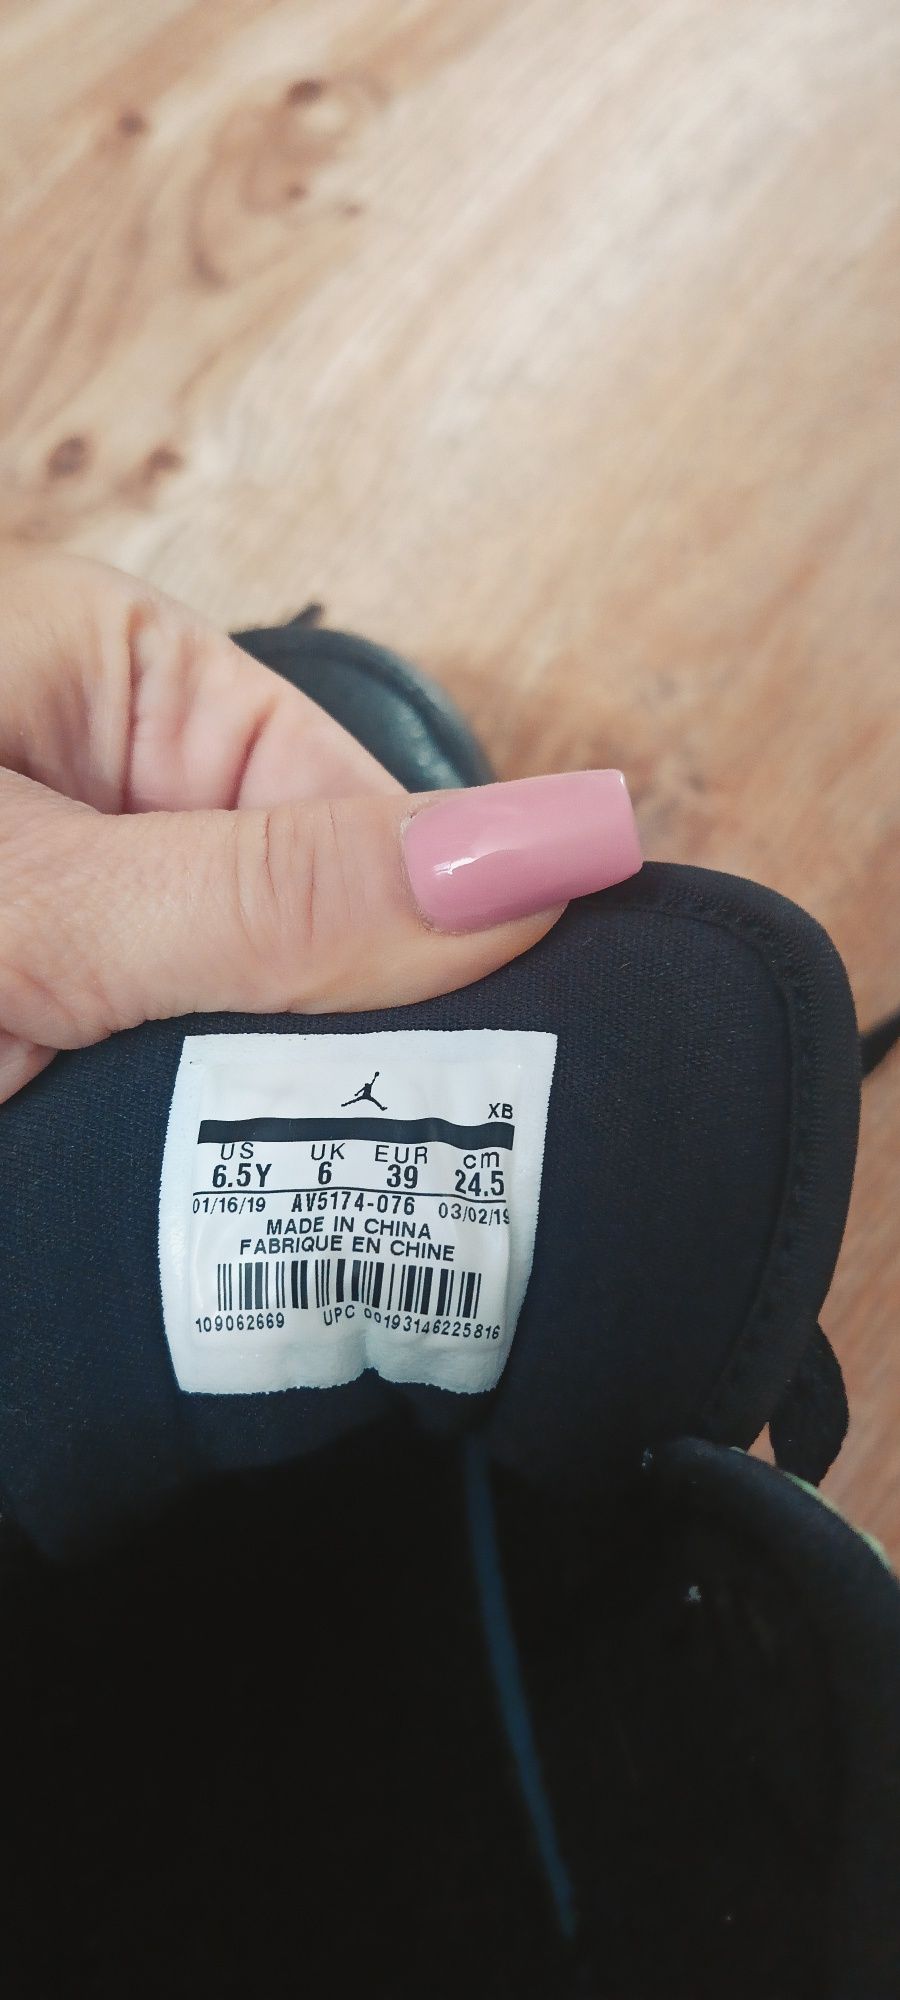 XB
US UK EUR cm
6.5Y 6 39 24.5
01/16/19 AV5174-076 03/02/19
MADE IN CHINA
FABRIQUE EN CHINE
109062669 UPC 00193146225816